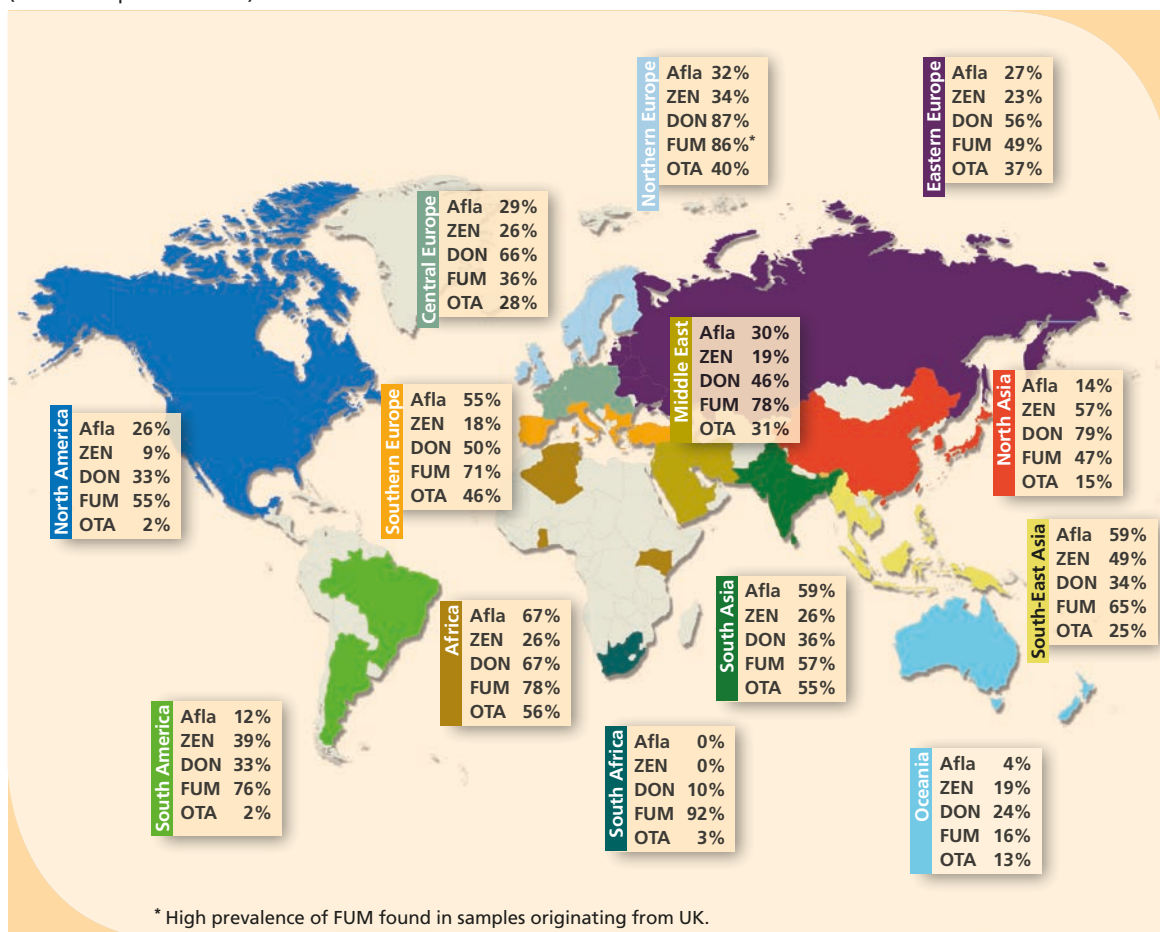 Northern Europe
Afla 32%
ZEN 34%
DON 87%
FUM 86%*
OTA 40%
Eastern Europe
Afla 27%
ZEN 23%
DON 56%
FUM 49%
OTA 37%
Central Europe
Afla 29%
ZEN 26%
DON 66%
FUM 36%
OTA 28%
Middle East
Afla 30%
ZEN 19%
DON 46%
FUM 78%
OTA 31%
North America
Afla 26%
ZEN 9%
DON 33%
FUM 55%
OTA 2%
Southern Europe
Afla 55%
ZEN 18%
DON 50%
FUM 71%
OTA 46%
North Asia
Afla 14%
ZEN 57%
DON 79%
FUM 47%
OTA 15%
South-East Asia
Afla 59%
ZEN 49%
DON 34%
FUM 65%
OTA 25%
South Asia
Afla 59%
ZEN 26%
DON 36%
FUM 57%
OTA 55%
Africa
Afla 67%
ZEN 26%
DON 67%
FUM 78%
OTA 56%
South America
Afla 12%
ZEN 39%
DON 33%
FUM 76%
OTA 2%
South Africa
Afla 0%
ZEN 0%
DON 10%
FUM 92%
OTA 3%
Oceania
Afla 4%
ZEN 19%
DON 24%
FUM 16%
OTA 13%
* High prevalence of FUM found in samples originating from UK.